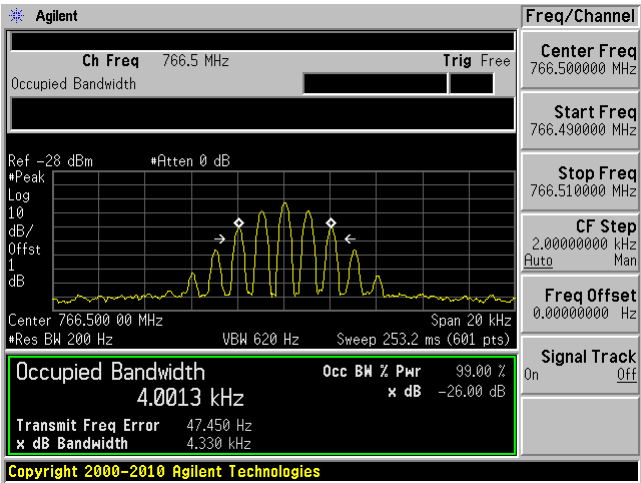 Agilent
Freq/Channel
Ch Freq 766.5 MHz Trig Free
Occupied Bandwidth
Center Freq
766.500000 MHz
Start Freq
766.490000 MHz
Stop Freq
766.510000 MHz
CF Step
2.00000000 kHz
Auto Man
Freq Offset
0.00000000 Hz
Signal Track
On Off
Ref -28 dBm #Atten 0 dB
#Peak
Log
10
dB/
Offst
1
dB
Center 766.500 00 MHz Span 20 kHz
#Res BW 200 Hz VBW 620 Hz Sweep 253.2 ms (601 pts)
Occupied Bandwidth Occ BW % Pwr 99.00 %
4.0013 kHz x dB -26.00 dB
Transmit Freq Error 47.450 Hz
x dB Bandwidth 4.330 kHz
Copyright 2000-2010 Agilent Technologies